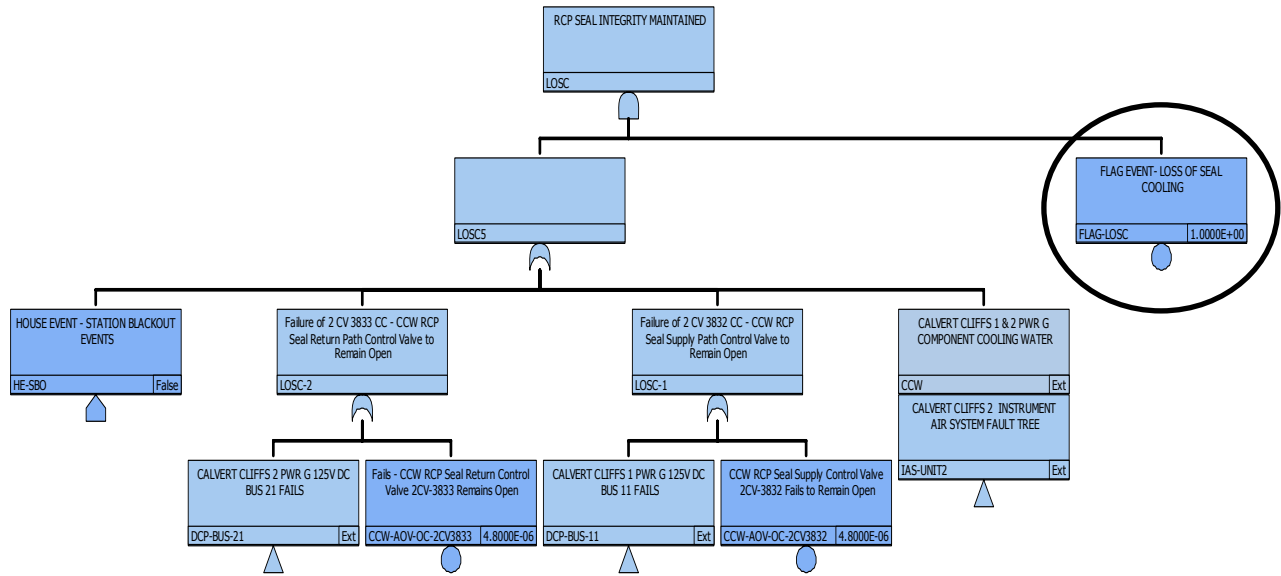 RCP SEAL INTEGRITY MAINTAINED
LOSC
LOSC5
FLAG EVENT- LOSS OF SEAL
COOLING
FLAG-LOSC 1.0000E+00
HOUSE EVENT - STATION BLACKOUT
EVENTS
HE-SBO False
Failure of 2 CV 3833 CC - CCW RCP
Seal Return Path Control Valve to
Remain Open
LOSC-2
Failure of 2 CV 3832 CC - CCW RCP
Seal Supply Path Control Valve to
Remain Open
LOSC-1
CALVERT CLIFFS 1 & 2 PWR G
COMPONENT COOLING WATER
CCW Ext
CALVERT CLIFFS 2 INSTRUMENT
AIR SYSTEM FAULT TREE
IAS-UNIT2 Ext
CALVERT CLIFFS 2 PWR G 125V DC
BUS 21 FAILS
DCP-BUS-21 Ext
Fails - CCW RCP Seal Return Control
Valve 2CV-3833 Remains Open
CCW-AOV-OC-2CV3833 4.8000E-06
CALVERT CLIFFS 1 PWR G 125V DC
BUS 11 FAILS
DCP-BUS-11 Ext
CCW RCP Seal Supply Control Valve
2CV-3832 Fails to Remain Open
CCW-AOV-OC-2CV3832 4.8000E-06